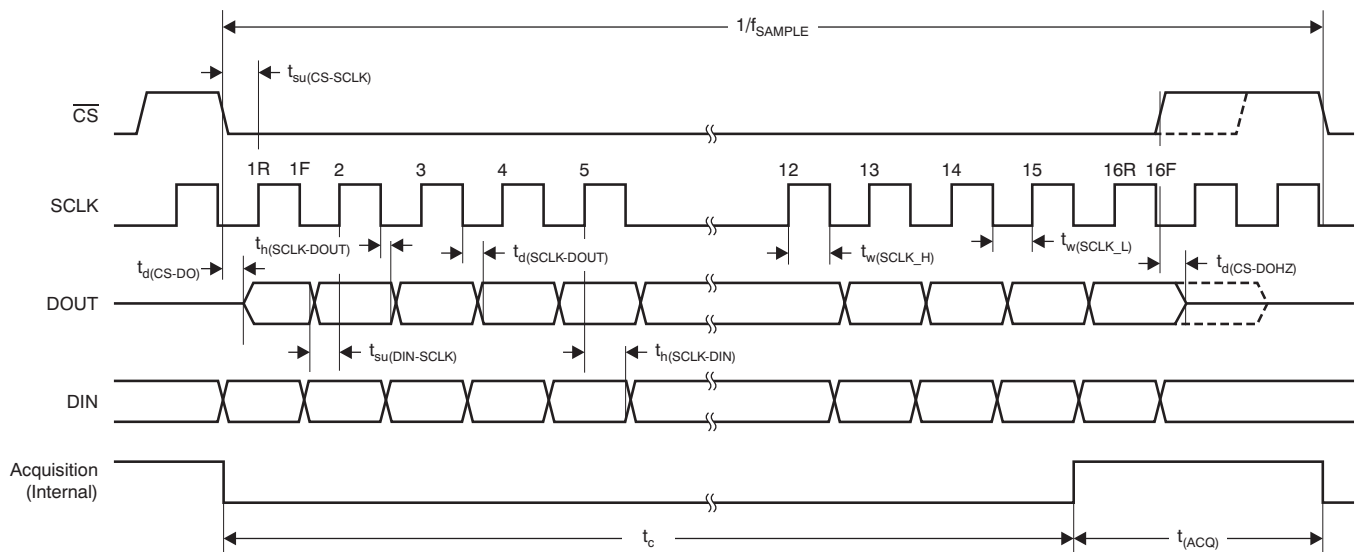 1/fSAMPLE
tsu(CS-SCLK)
CS
1R 1F 2 3 4 5 12 13 14 15 16R 16F
SCLK
th(SCLK-DOUT)
td(SCLK-DOUT)
tw(SCLK_H)
tw(SCLK_L)
td(CS-DO)
td(CS-DOHZ)
DOUT
tsu(DIN-SCLK)
th(SCLK-DIN)
DIN
Acquisition
(Internal)
tc
t(ACQ)